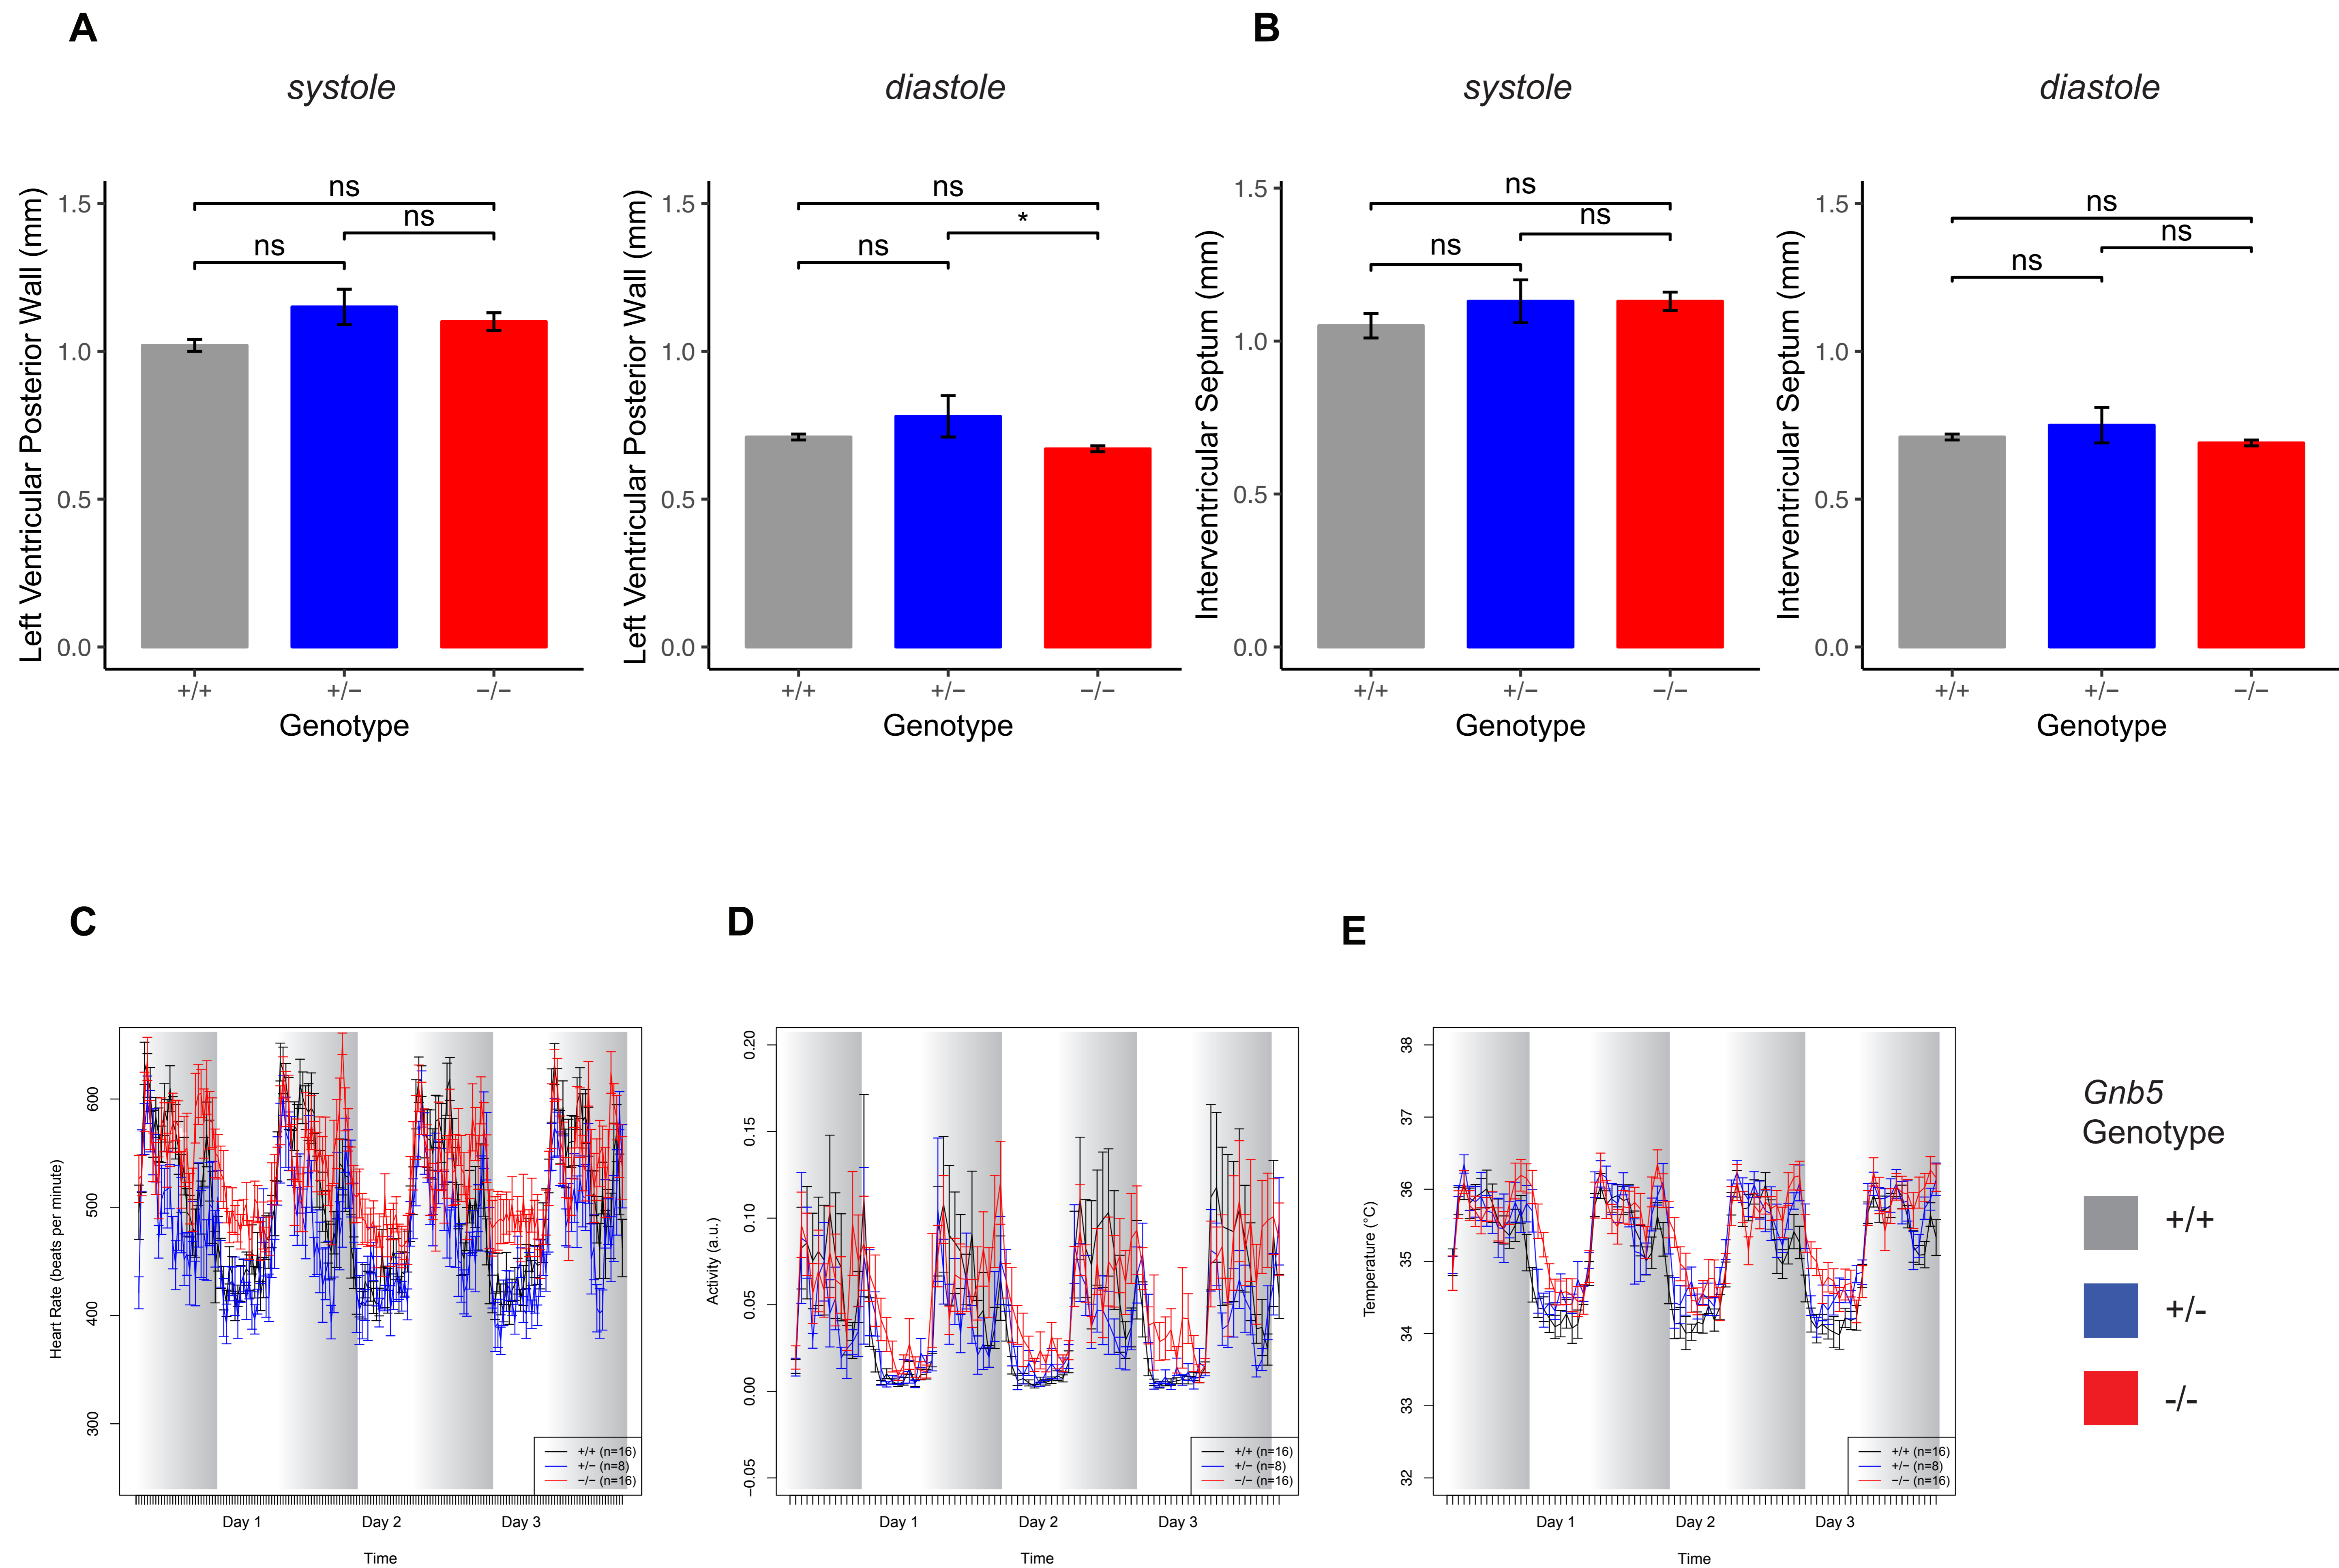 A
B
systole
diastole
systole
diastole
Left Ventricular Posterior Wall (mm)
1.5
1.0
0.5
0.0
ns
ns
ns
+/+
+/−
−/−
Genotype
Left Ventricular Posterior Wall (mm)
1.5
1.0
0.5
0.0
ns
*
ns
+/+
+/−
−/−
Genotype
Interventricular Septum (mm)
1.5
1.0
0.5
0.0
ns
ns
ns
+/+
+/−
−/−
Genotype
Interventricular Septum (mm)
1.5
1.0
0.5
0.0
ns
ns
ns
+/+
+/−
−/−
Genotype
C
Heart Rate (beats per minute)
600
500
400
300
+/+ (n=16)
+/− (n=8)
−/− (n=16)
Day 1
Day 2
Day 3
Time
D
Activity (a.u.)
0.20
0.15
0.10
0.05
0.00
−0.05
+/+ (n=16)
+/− (n=8)
−/− (n=16)
Day 1
Day 2
Day 3
Time
E
Temperature (°C)
38
37
36
35
34
33
32
+/+ (n=16)
+/− (n=8)
−/− (n=16)
Day 1
Day 2
Day 3
Time
Gnb5
Genotype
+/+
+/-
-/-